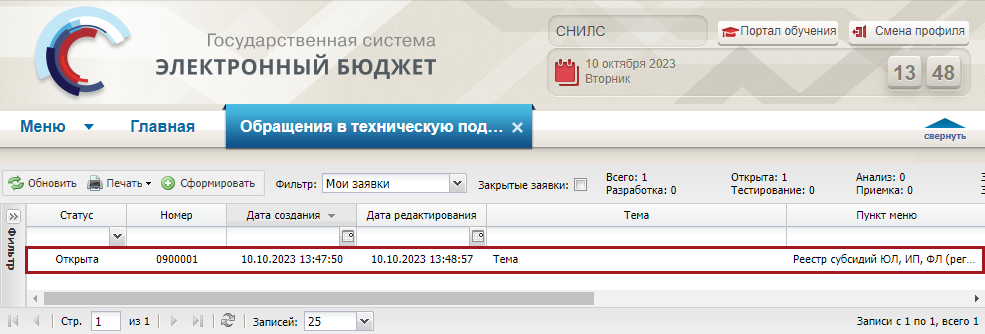 Государственная система
ЭЛЕКТРОННЫЙ БЮДЖЕТ
СНИЛС
Портал обучения
Смена профиля
10 октября 2023
Вторник
13 48
Меню
Главная
Обращения в техническую под...
свернуть
Обновить
Печать
Сформировать
Фильтр: Мои заявки
Закрытые заявки:
Всего: 1 Открыта: 1 Анализ: 0
Разработка: 0 Тестирование: 0 Приемка: 0
Фильтр
Статус Номер Дата создания Дата редактирования Тема Пункт меню
Открыта 0900001 10.10.2023 13:47:50 10.10.2023 13:48:57 Тема Реестр субсидий ЮЛ, ИП, ФЛ (рег...
Стр. 1 из 1 Записей: 25 Записи с 1 по 1, всего 1